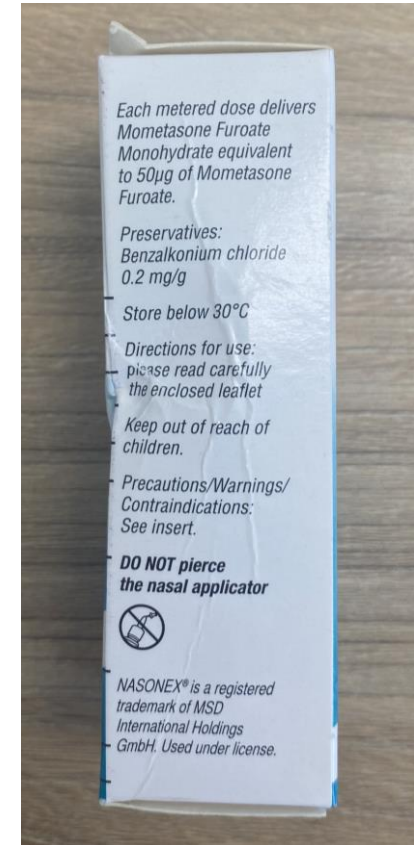 Each metered dose delivers
Mometasone Furoate
Monohydrate equivalent
to 50µg of Mometasone
Furoate.
Preservatives:
Benzalkonium chloride
0.2 mg/g
Store below 30°C
Directions for use:
please read carefully
the enclosed leaflet
Keep out of reach of
children.
Precautions/Warnings/
Contraindications:
See insert.
DO NOT pierce
the nasal applicator
NASONEX® is a registered
trademark of MSD
International Holdings
GmbH. Used under license.